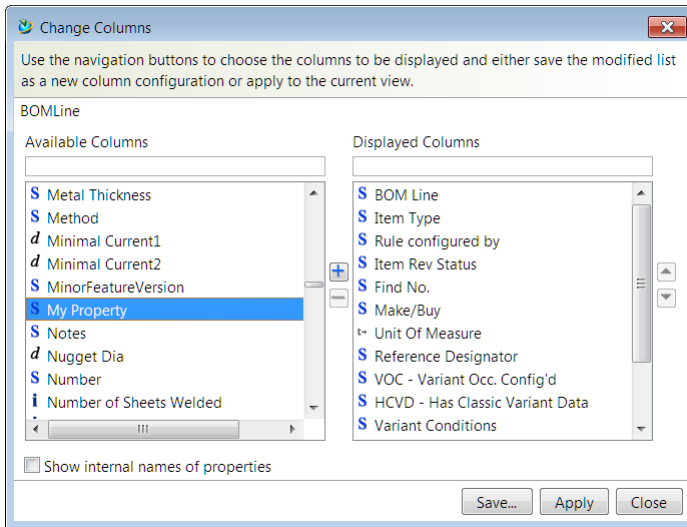 Change Columns
Use the navigation buttons to choose the columns to be displayed and either save the modified list
as a new column configuration or apply to the current view.
BOMLine
Available Columns
S Metal Thickness
S Method
d Minimal Current1
d Minimal Current2
S MinorFeatureVersion
S My Property
S Notes
d Nugget Dia
S Number
i Number of Sheets Welded
Displayed Columns
S BOM Line
S Item Type
S Rule configured by
S Item Rev Status
S Find No.
S Make/Buy
Unit Of Measure
S Reference Designator
S VOC - Variant Occ. Config'd
S HCVD - Has Classic Variant Data
S Variant Conditions
Show internal names of properties
Save...
Apply
Close